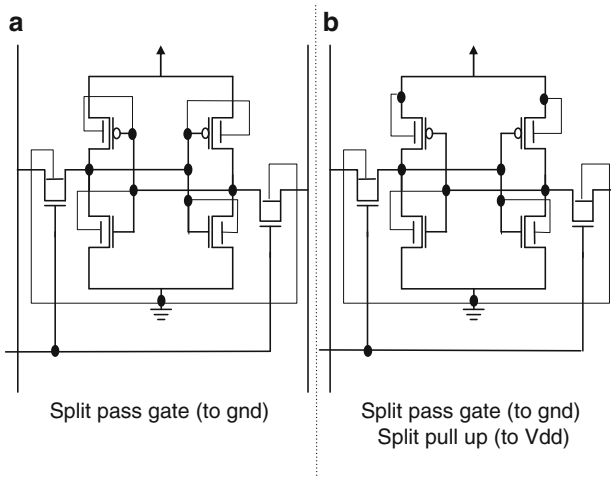 a
b
Split pass gate (to gnd)
Split pass gate (to gnd)
Split pull up (to Vdd)